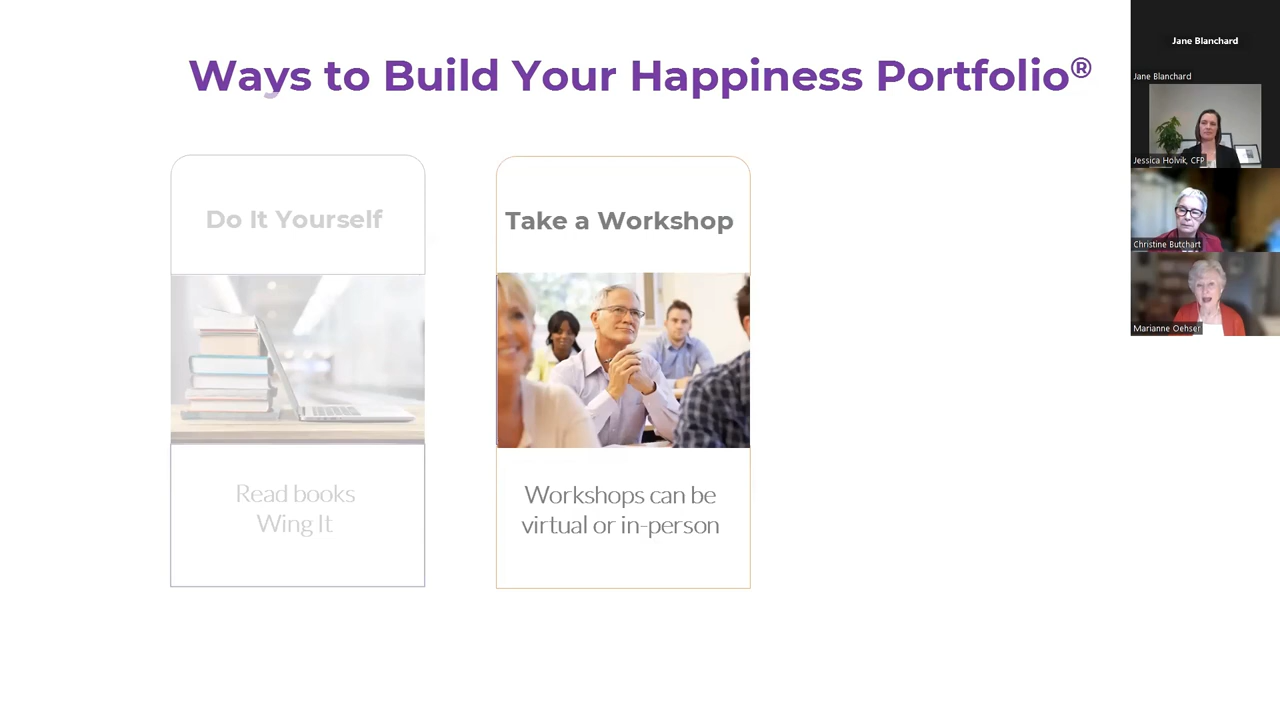 Ways to Build Your Happiness Portfolio®
Do It Yourself
Read books
Wing It
Take a Workshop
Workshops can be
virtual or in-person
Jane Blanchard
Jane Blanchard
Jessica Holvik, CFP
Christine Butchart
Marianne Oehser